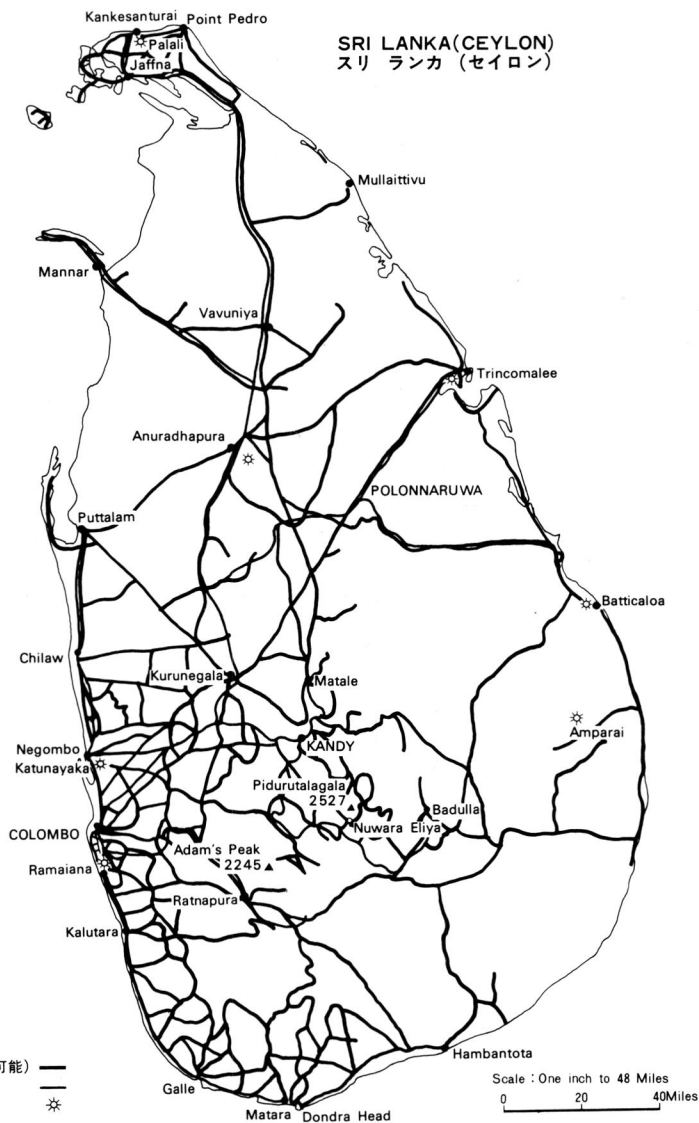 Kankesanturai
Point Pedro
Palali
Jaffna
SRI LANKA(CEYLON)
スリ ランカ (セイロン)
Mullaittivu
Mannar
Vavuniya
Trincomalee
Anuradhapura
POLONNARUWA
Puttalam
Batticaloa
Chilaw
Kurunegala
Matale
Amparai
Negombo
KANDY
Katunayaka
Pidurutalagala
2527
Badulla
COLOMBO
Nuwara Eliya
Adam's Peak
2245
Ramaiana
Ratnapura
Kalutara
Hambantota
可能)
Scale : One inch to 48 Miles
Galle
0 20 40Miles
Matara
Dondra Head